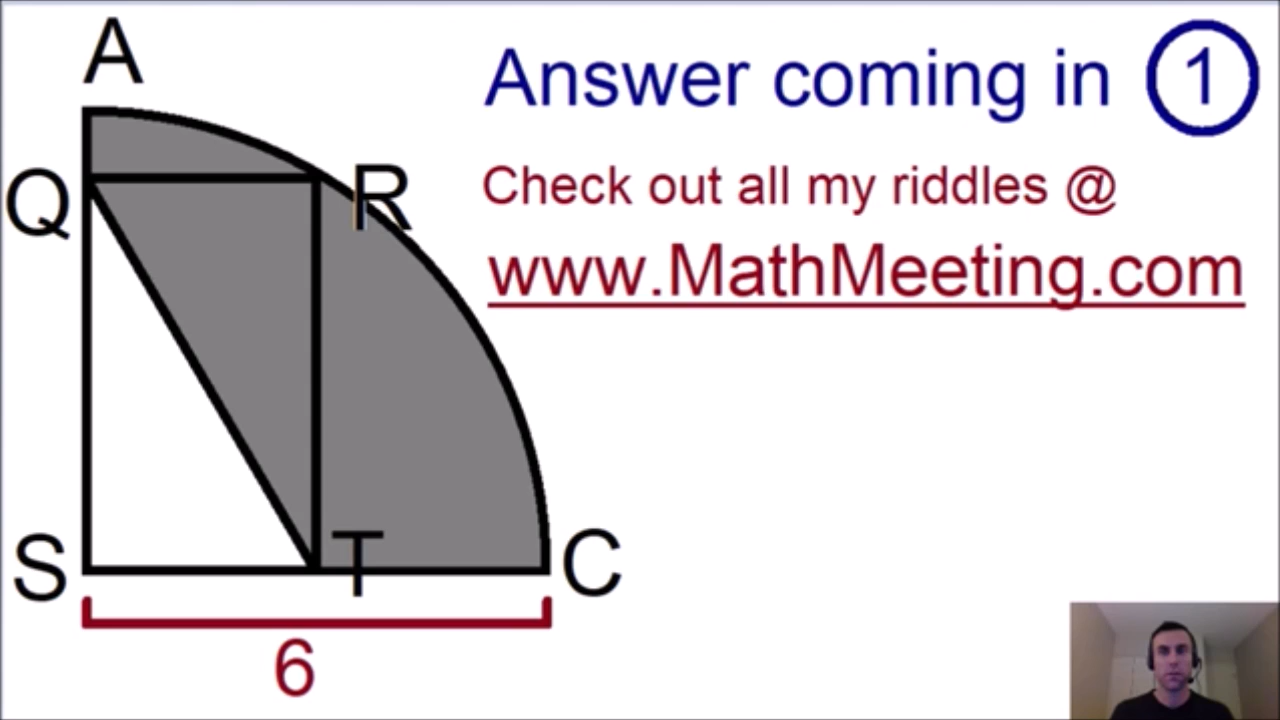 A
Answer coming in 1
Q
R
Check out all my riddles @
www.MathMeeting.com
S
T
C
6